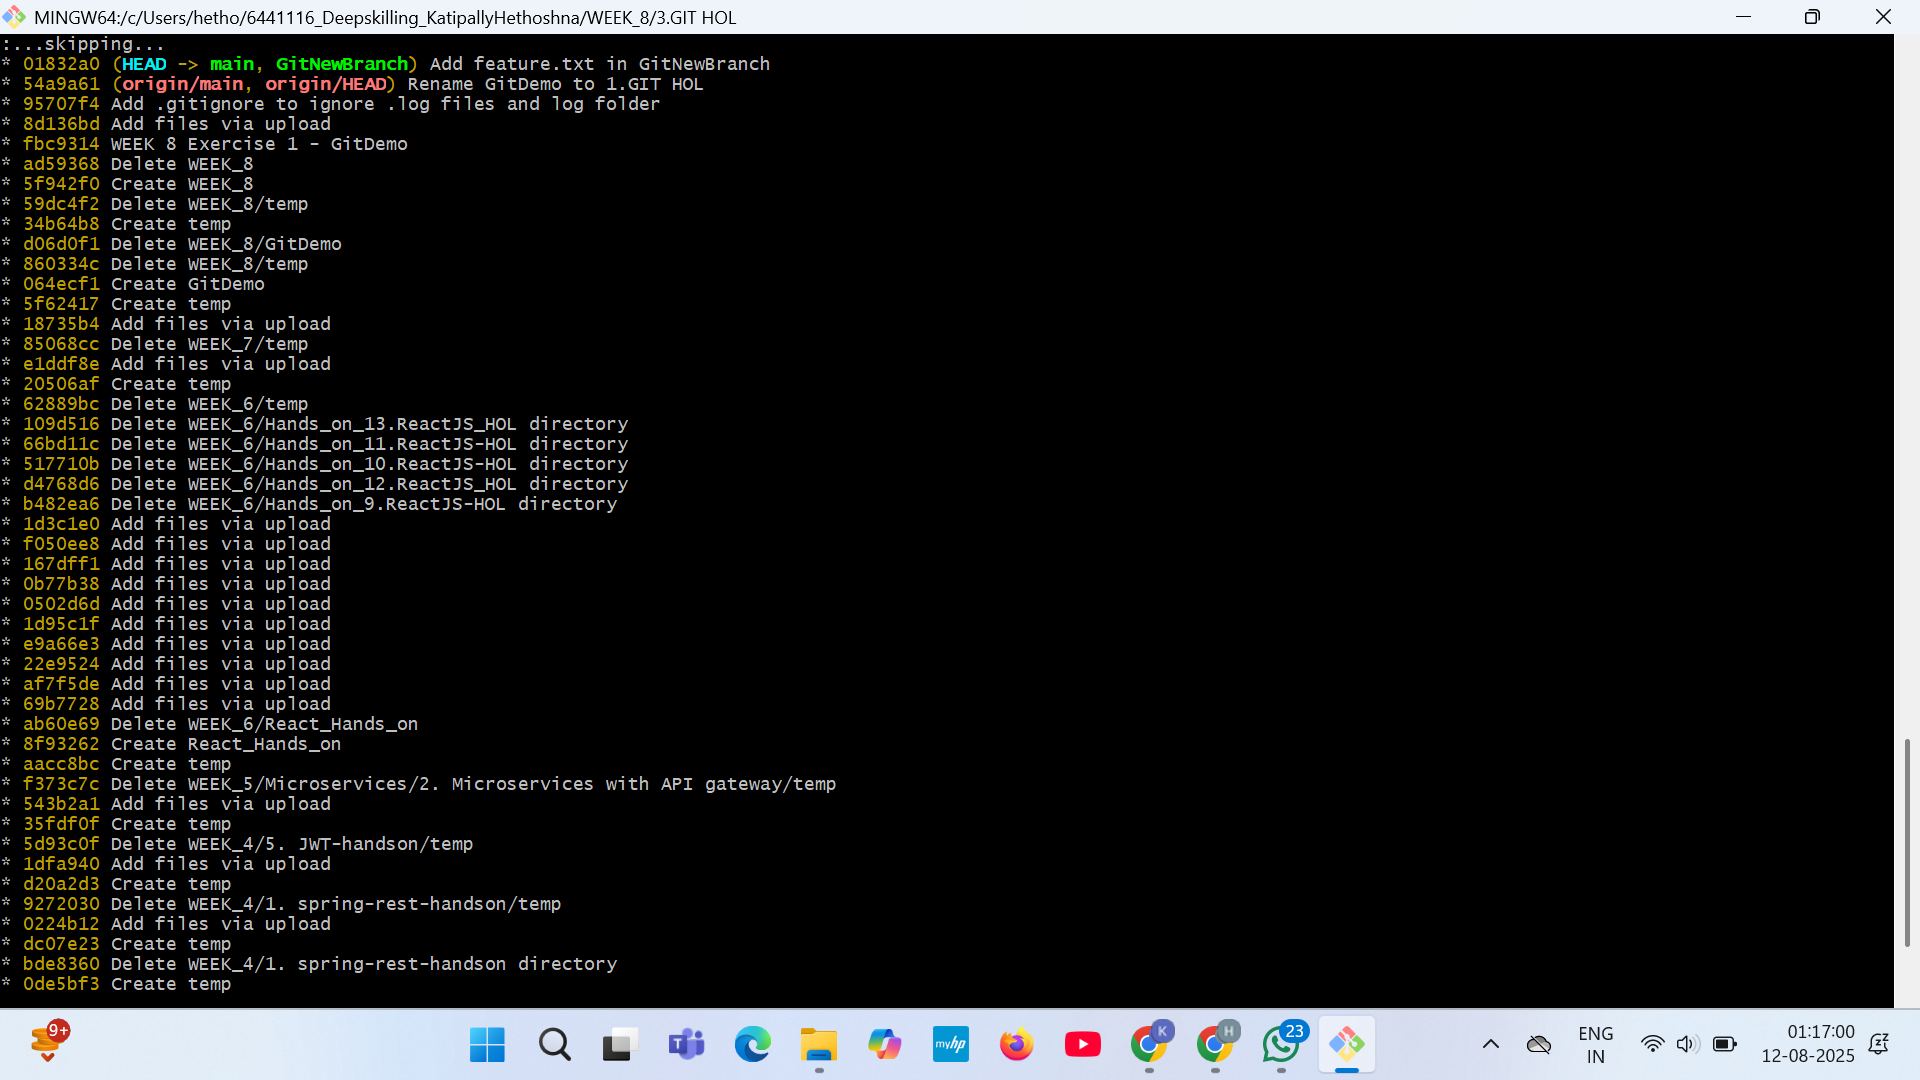 MINGW64:/c/Users/hetho/6441116_Deepskilling_KatipallyHethoshna/WEEK_8/3.GIT HOL
:...skipping...
* 01832a0 (HEAD -> main, GitNewBranch) Add feature.txt in GitNewBranch
* 54a9a61 (origin/main, origin/HEAD) Rename GitDemo to 1.GIT HOL
* 95707f4 Add .gitignore to ignore .log files and log folder
* 8d136bd Add files via upload
* fbc9314 WEEK 8 Exercise 1 - GitDemo
* ad59368 Delete WEEK_8
* 5f942f0 Create WEEK_8
* 59dc4f2 Delete WEEK_8/temp
* 34b64b8 Create temp
* d06d0f1 Delete WEEK_8/GitDemo
* 860334c Delete WEEK_8/temp
* 064ecf1 Create GitDemo
* 5f62417 Create temp
* 18735b4 Add files via upload
* 85068cc Delete WEEK_7/temp
* e1ddf8e Add files via upload
* 20506af Create temp
* 62889bc Delete WEEK_6/temp
* 109d516 Delete WEEK_6/Hands_on_13.ReactJS_HOL directory
* 66bd11c Delete WEEK_6/Hands_on_11.ReactJS-HOL directory
* 517710b Delete WEEK_6/Hands_on_10.ReactJS-HOL directory
* d4768d6 Delete WEEK_6/Hands_on_12.ReactJS_HOL directory
* b482ea6 Delete WEEK_6/Hands_on_9.ReactJS-HOL directory
* 1d3c1e0 Add files via upload
* f050ee8 Add files via upload
* 167dff1 Add files via upload
* 0b77b38 Add files via upload
* 0502d6d Add files via upload
* 1d95c1f Add files via upload
* e9a66e3 Add files via upload
* 22e9524 Add files via upload
* af7f5de Add files via upload
* 69b7728 Add files via upload
* ab60e69 Delete WEEK_6/React_Hands_on
* 8f93262 Create React_Hands_on
* aacc8bc Create temp
* f373c7c Delete WEEK_5/Microservices/2. Microservices with API gateway/temp
* 543b2a1 Add files via upload
* 35fdf0f Create temp
* 5d93c0f Delete WEEK_4/5. JWT-handson/temp
* 1dfa940 Add files via upload
* d20a2d3 Create temp
* 9272030 Delete WEEK_4/1. spring-rest-handson/temp
* 0224b12 Add files via upload
* dc07e23 Create temp
* bde8360 Delete WEEK_4/1. spring-rest-handson directory
* 0de5bf3 Create temp
9+
T
myhp
K
H
23
ENG
IN
01:17:00
12-08-2025